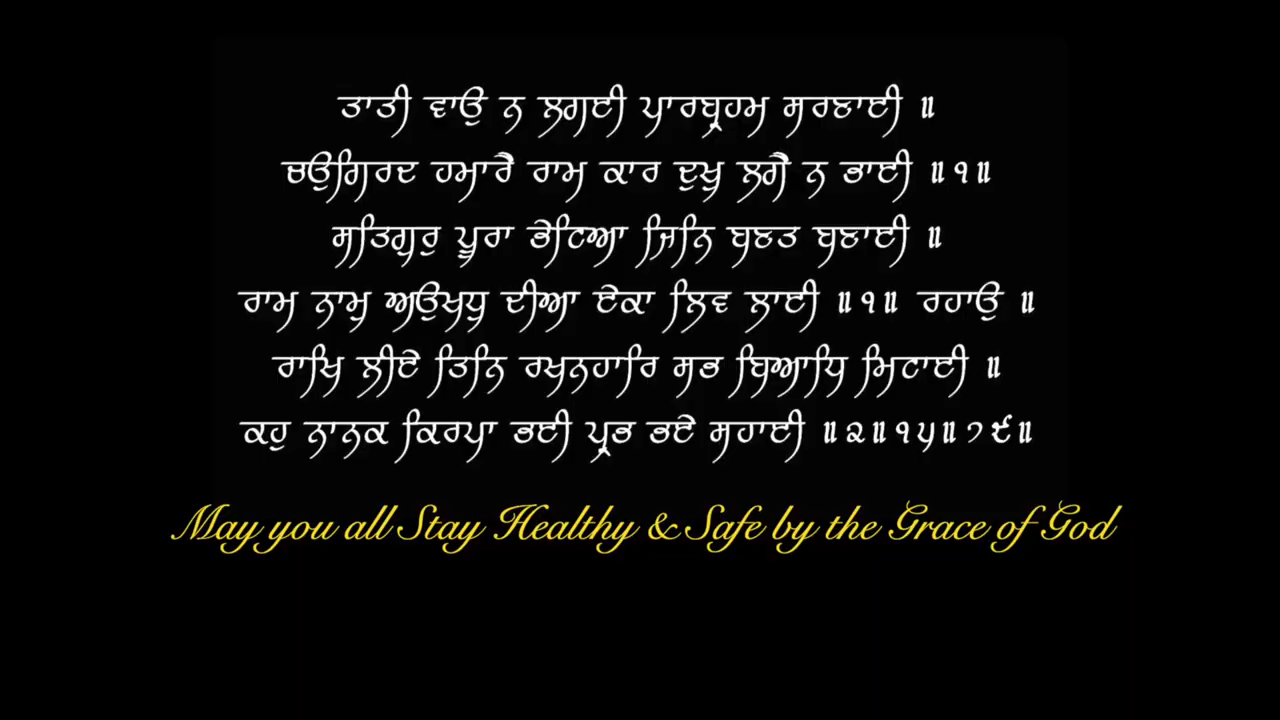 ਤਾਤੀ ਵਾਉ ਨ ਲਗਈ ਪਾਰਬ੍ਰਹਮ ਸਰਣਾਈ ॥
ਚਉਗਿਰਦ ਹਮਾਰੈ ਰਾਮ ਕਾਰ ਦੁਖੁ ਲਗੈ ਨ ਭਾਈ ॥੧॥
ਸਤਿਗੁਰੁ ਪੂਰਾ ਭੇਟਿਆ ਜਿਨਿ ਬਣਤ ਬਣਾਈ ॥
ਰਾਮ ਨਾਮੁ ਅਉਖਧੁ ਦੀਆ ਏਕਾ ਲਿਵ ਲਾਈ ॥੧॥ ਰਹਾਉ ॥
ਰਾਖਿ ਲੀਏ ਤਿਨਿ ਰਖਨਹਾਰਿ ਸਭ ਬਿਆਧਿ ਮਿਟਾਈ ॥
ਕਹੁ ਨਾਨਕ ਕਿਰਪਾ ਭਈ ਪ੍ਰਭ ਭਏ ਸਹਾਈ ॥੨॥੧੫॥੭੯॥
May you all Stay Healthy & Safe by the Grace of God